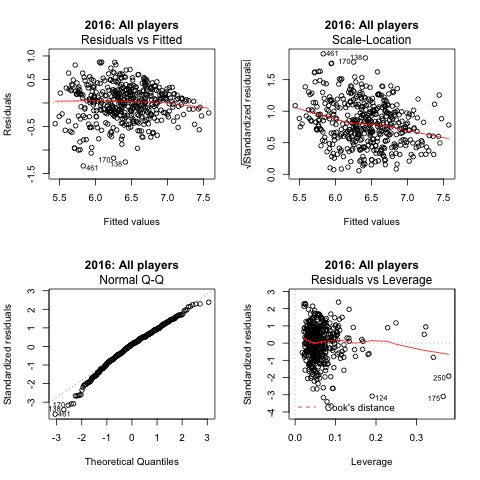 2016: All players
Residuals vs Fitted
Residuals
1.0
0.5
-0.5
-1.5
461
170
138
5.5 6.0 6.5 7.0 7.5
Fitted values
2016: All players
Scale-Location
√|Standardized residuals|
1.5
1.0
0.5
0.0
461
170
138
5.5 6.0 6.5 7.0 7.5
Fitted values
2016: All players
Normal Q-Q
Standardized residuals
3
2
1
0
-1
-2
-3
170
138
461
-3 -2 -1 0 1 2 3
Theoretical Quantiles
2016: All players
Residuals vs Leverage
Standardized residuals
3
2
1
0
-1
-2
-3
-4
250
124
175
Cook's distance
0.0 0.1 0.2 0.3
Leverage